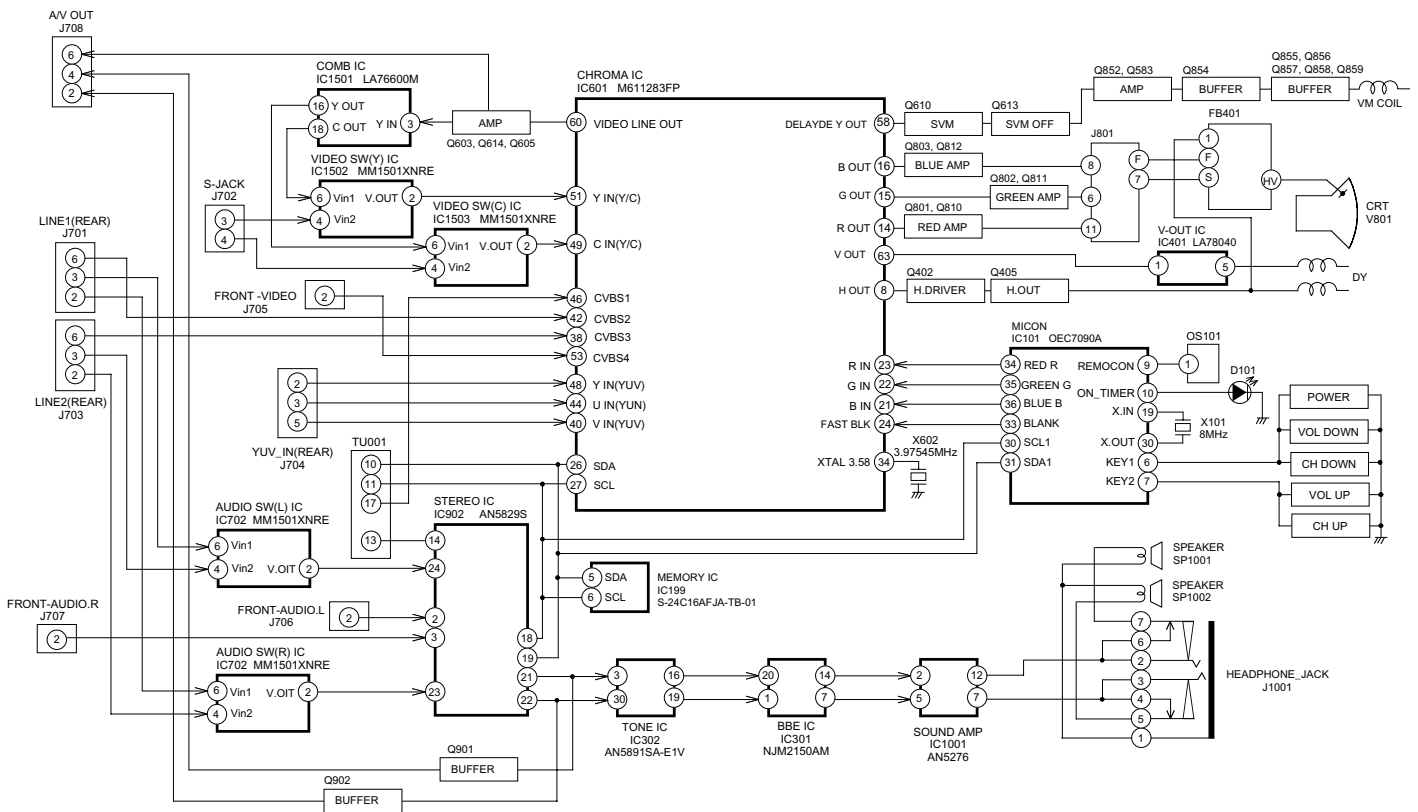 A/V OUT
J708
6
4
2
COMB IC
IC1501 LA76600M
16 Y OUT
18 C OUT
Y IN 3
AMP
Q603, Q614, Q605
VIDEO SW(Y) IC
IC1502 MM1501XNRE
6 Vin1
4 Vin2
V.OUT 2
S-JACK
J702
3
4
VIDEO SW(C) IC
IC1503 MM1501XNRE
6 Vin1
4 Vin2
V.OUT 2
LINE1(REAR)
J701
6
3
2
FRONT -VIDEO
J705
2
6
3
2
LINE2(REAR)
J703
2
3
5
YUV_IN(REAR)
J704
TU001
10
11
17
13
CHROMA IC
IC601 M611283FP
60 VIDEO LINE OUT
51 Y IN(Y/C)
49 C IN(Y/C)
46 CVBS1
42 CVBS2
38 CVBS3
53 CVBS4
48 Y IN(YUV)
44 U IN(YUN)
40 V IN(YUV)
26 SDA
27 SCL
DELAYDE Y OUT 58
B OUT 16
G OUT 15
R OUT 14
V OUT 63
H OUT 8
R IN 23
G IN 22
B IN 21
FAST BLK 24
XTAL 3.58 34
X602
3.97545MHz
Q610
SVM
Q613
SVM OFF
Q852, Q583
AMP
Q854
BUFFER
Q855, Q856
Q857, Q858, Q859
BUFFER
VM COIL
Q803, Q812
BLUE AMP
Q802, Q811
GREEN AMP
Q801, Q810
RED AMP
J801
8
6
11
F
7
FB401
1
F
S
HV
CRT
V801
V-OUT IC
IC401 LA78040
1
5
DY
Q402
H.DRIVER
Q405
H.OUT
MICON
IC101 OEC7090A
34 RED R
35 GREEN G
36 BLUE B
33 BLANK
30 SCL1
31 SDA1
REMOCON 9
ON_TIMER 10
X.IN 19
X.OUT 30
KEY1 6
KEY2 7
OS101
1
D101
X101
8MHz
POWER
VOL DOWN
CH DOWN
VOL UP
CH UP
AUDIO SW(L) IC
IC702 MM1501XNRE
6 Vin1
4 Vin2
V.OIT 2
STEREO IC
IC902 AN5829S
14
24
2
3
23
18
19
21
22
FRONT-AUDIO.R
J707
2
FRONT-AUDIO.L
J706
2
AUDIO SW(R) IC
IC702 MM1501XNRE
6 Vin1
4 Vin2
V.OIT 2
5 SDA
6 SCL
MEMORY IC
IC199
S-24C16AFJA-TB-01
3
30
16
19
TONE IC
IC302
AN5891SA-E1V
20
1
14
7
BBE IC
IC301
NJM2150AM
2
5
12
7
SOUND AMP
IC1001
AN5276
SPEAKER
SP1001
SPEAKER
SP1002
7
6
2
3
4
5
1
HEADPHONE_JACK
J1001
Q901
BUFFER
Q902
BUFFER